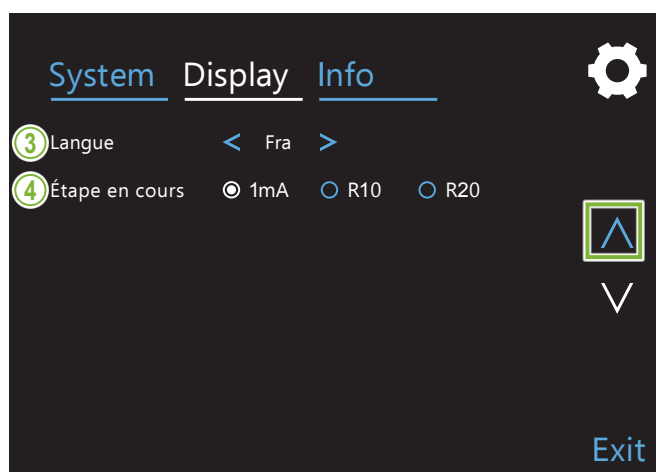 System Display Info
3 Langue < Fra >
4 Étape en cours 1mA R10 R20
Exit